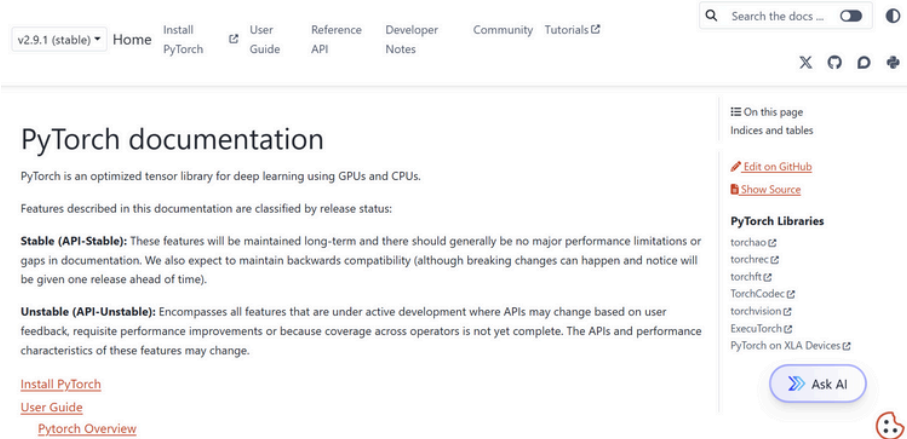 v2.9.1 (stable)
Home
Install PyTorch
User Guide
Reference API
Developer Notes
Community
Tutorials
Search the docs ...
PyTorch documentation
PyTorch is an optimized tensor library for deep learning using GPUs and CPUs.
Features described in this documentation are classified by release status:
Stable (API-Stable): These features will be maintained long-term and there should generally be no major performance limitations or
gaps in documentation. We also expect to maintain backwards compatibility (although breaking changes can happen and notice will
be given one release ahead of time).
Unstable (API-Unstable): Encompasses all features that are under active development where APIs may change based on user
feedback, requisite performance improvements or because coverage across operators is not yet complete. The APIs and performance
characteristics of these features may change.
Install PyTorch
User Guide
Pytorch Overview
On this page
Indices and tables
Edit on GitHub
Show Source
PyTorch Libraries
torchao
torchrec
torchft
TorchCodec
torchvision
ExecuTorch
PyTorch on XLA Devices
Ask AI